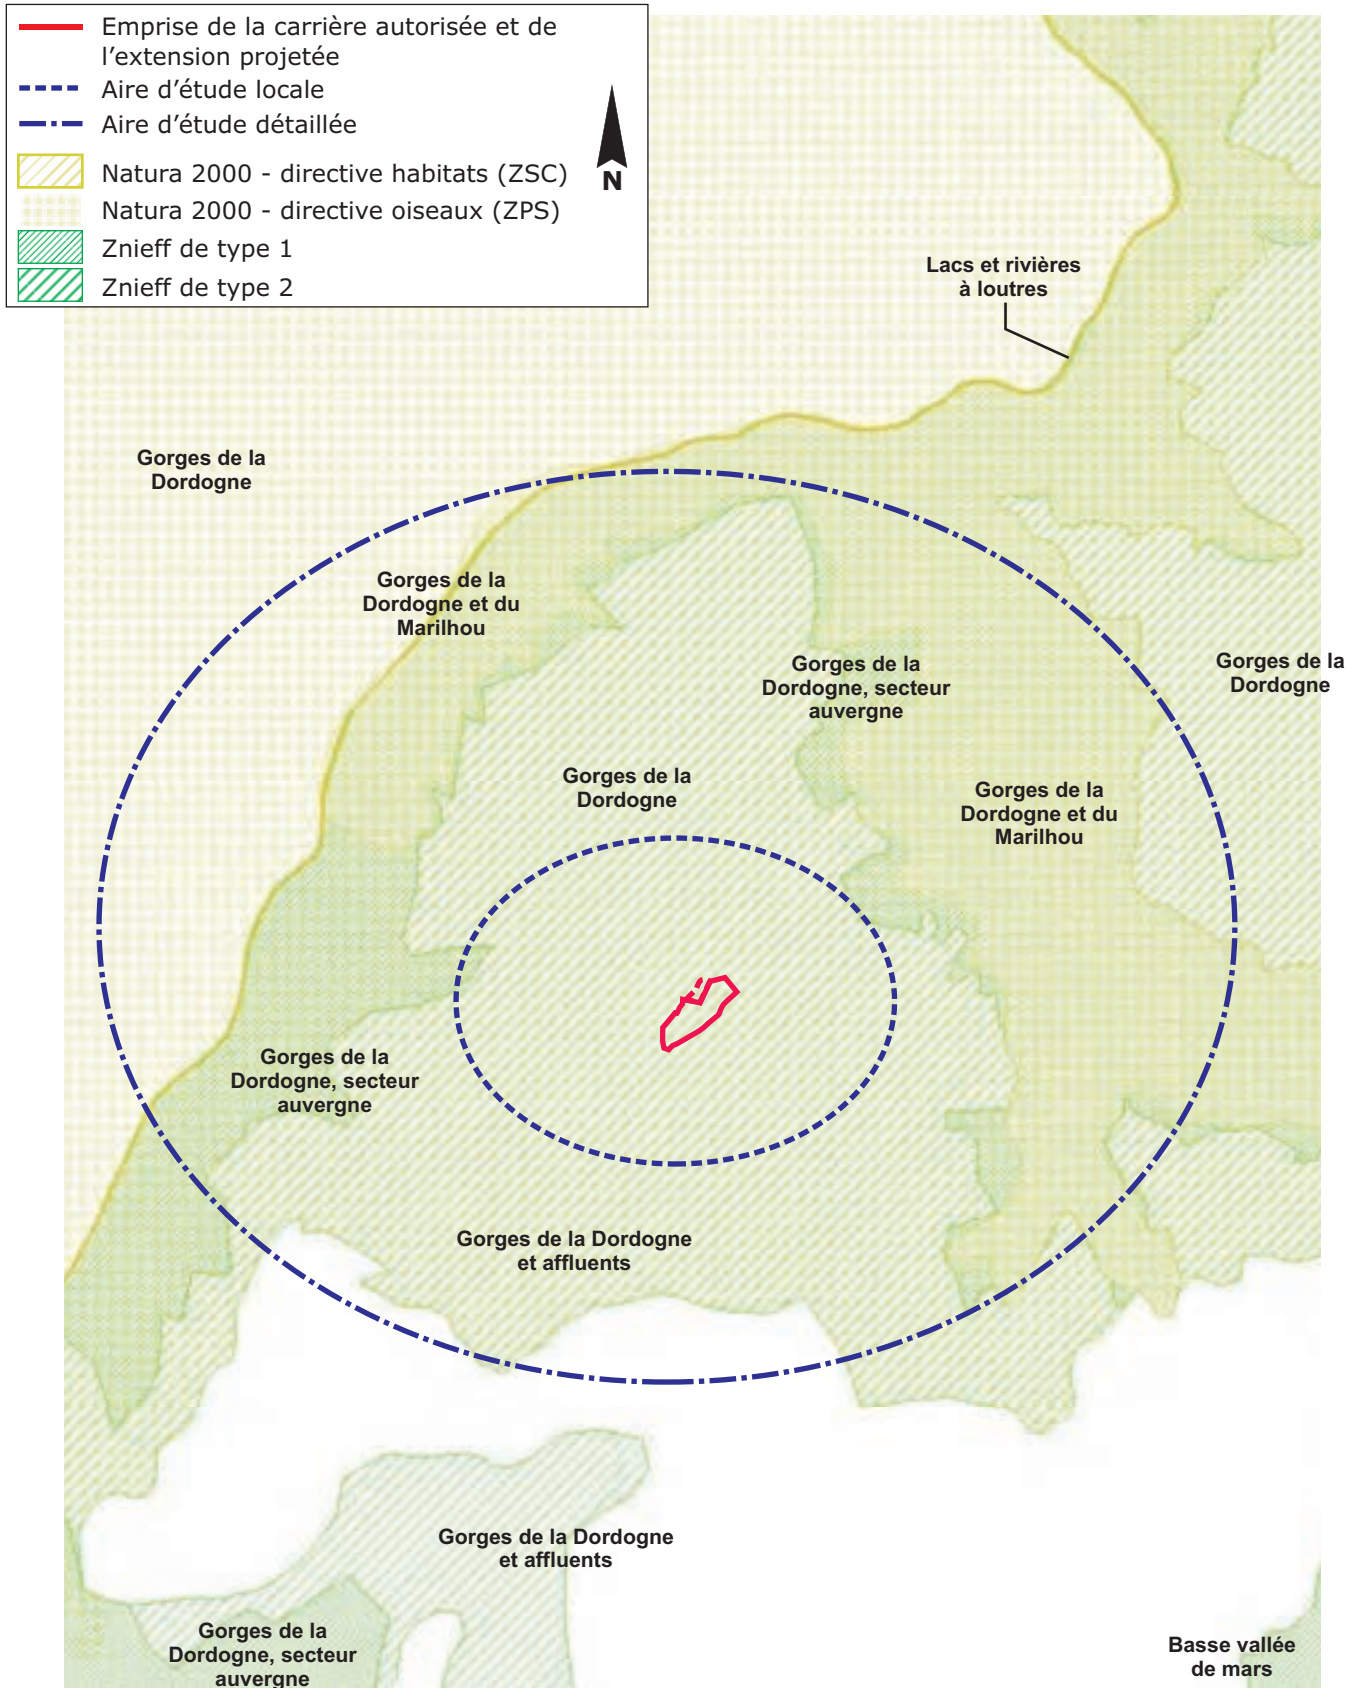 Emprise de la carrière autorisée et de
l’extension projetée
Aire d’étude locale
Aire d’étude détaillée
Natura 2000 - directive habitats (ZSC)
Natura 2000 - directive oiseaux (ZPS)
Znieff de type 1
Znieff de type 2
N
Lacs et rivières
à loutres
Gorges de la
Dordogne
Gorges de la
Dordogne et du
Marilhou
Gorges de la
Dordogne, secteur
auvergne
Gorges de la
Dordogne
Gorges de la
Dordogne
Gorges de la
Dordogne et du
Marilhou
Gorges de la
Dordogne, secteur
auvergne
Gorges de la Dordogne
et affluents
Gorges de la Dordogne
et affluents
Gorges de la
Dordogne, secteur
auvergne
Basse vallée
de mars